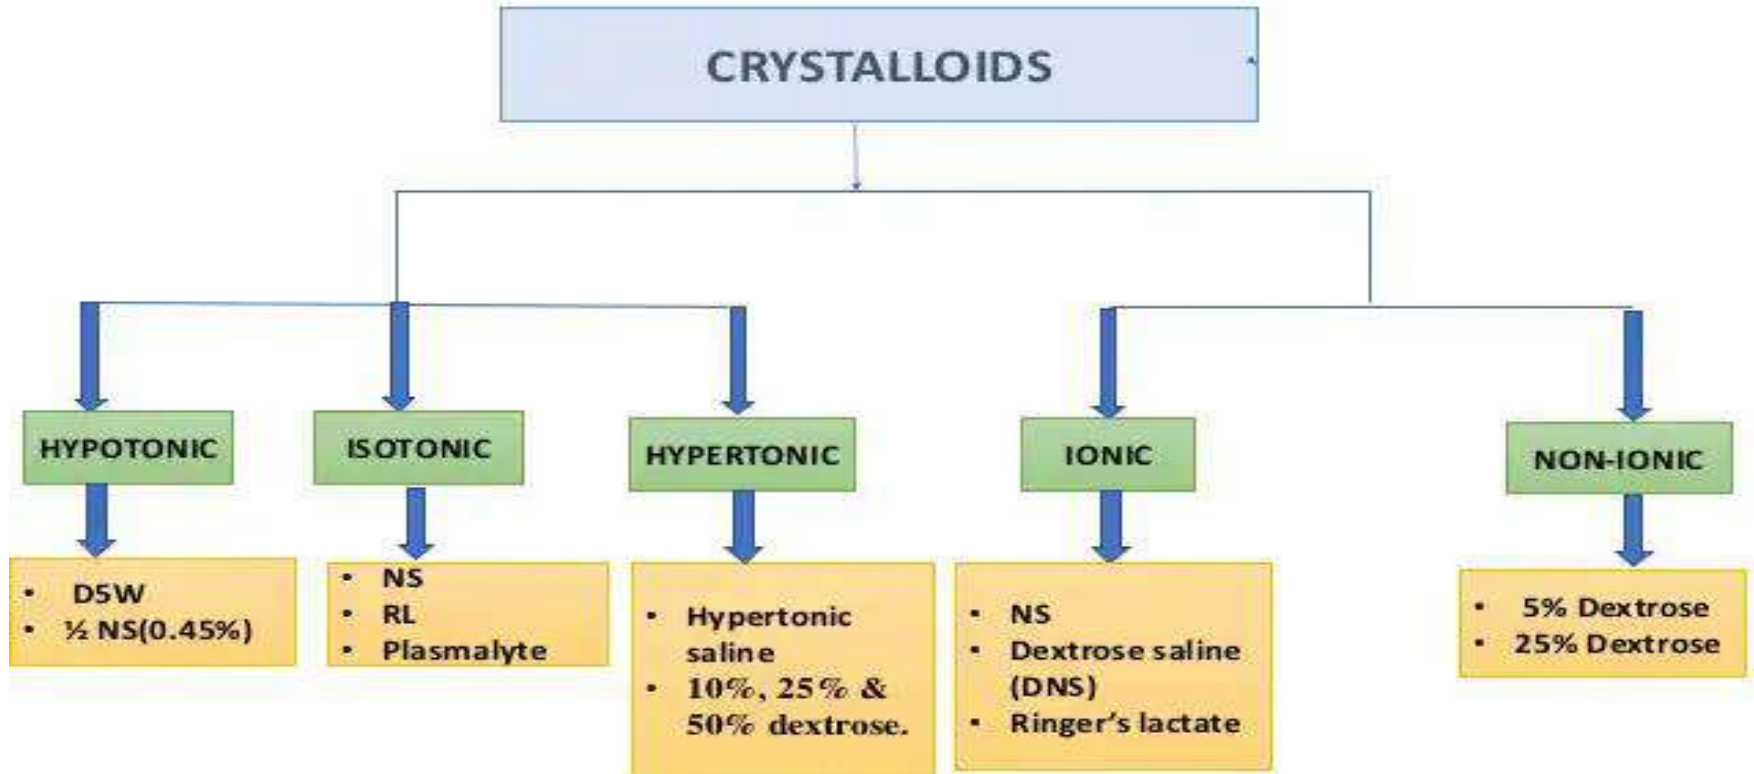 CRYSTALLOIDS
HYPOTONIC
ISOTONIC
HYPERTONIC
IONIC
NON-IONIC
• D5W
• ½ NS(0.45%)
• NS
• RL
• Plasmalyte
• Hypertonic
saline
• 10%, 25% &
50% dextrose.
• NS
• Dextrose saline
(DNS)
• Ringer's lactate
• 5% Dextrose
• 25% Dextrose